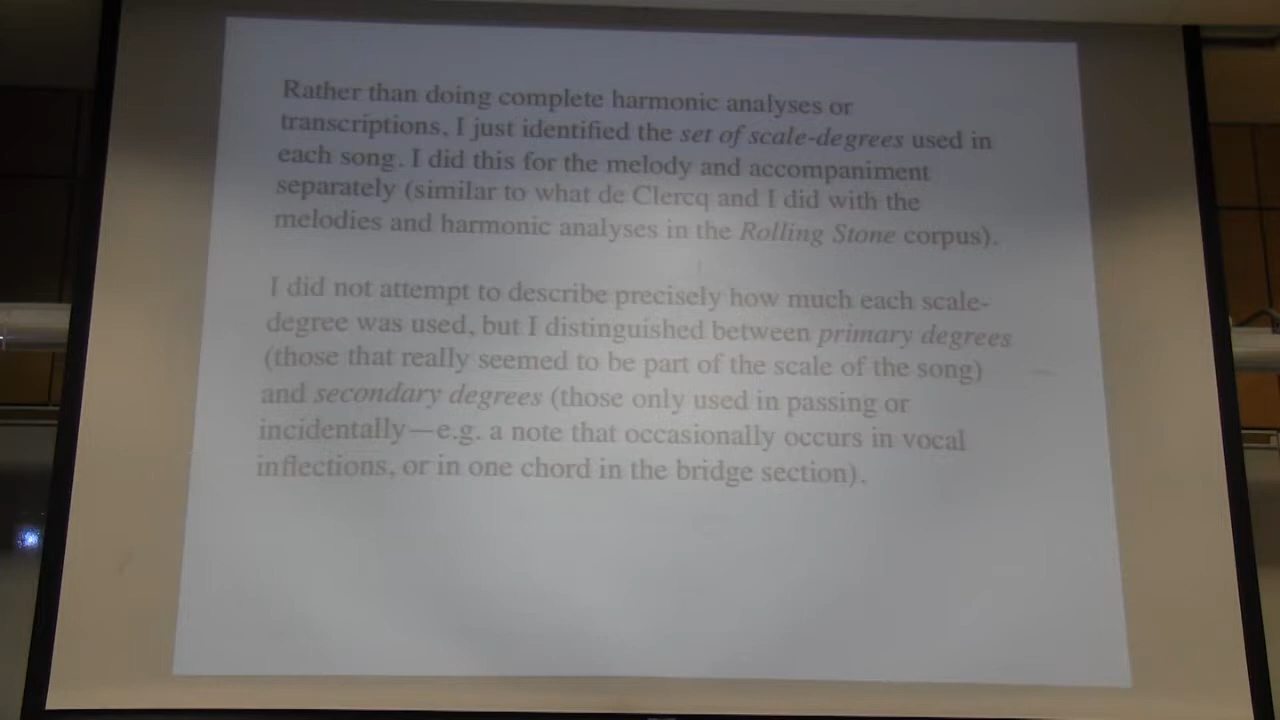 Rather than doing complete harmonic analyses or
transcriptions, I just identified the set of scale-degrees used in
each song. I did this for the melody and accompaniment
separately (similar to what de Clercq and I did with the
melodies and harmonic analyses in the Rolling Stone corpus).
I did not attempt to describe precisely how much each scale-
degree was used, but I distinguished between primary degrees
(those that really seemed to be part of the scale of the song)
and secondary degrees (those only used in passing or
incidentally—e.g. a note that occasionally occurs in vocal
inflections, or in one chord in the bridge section).